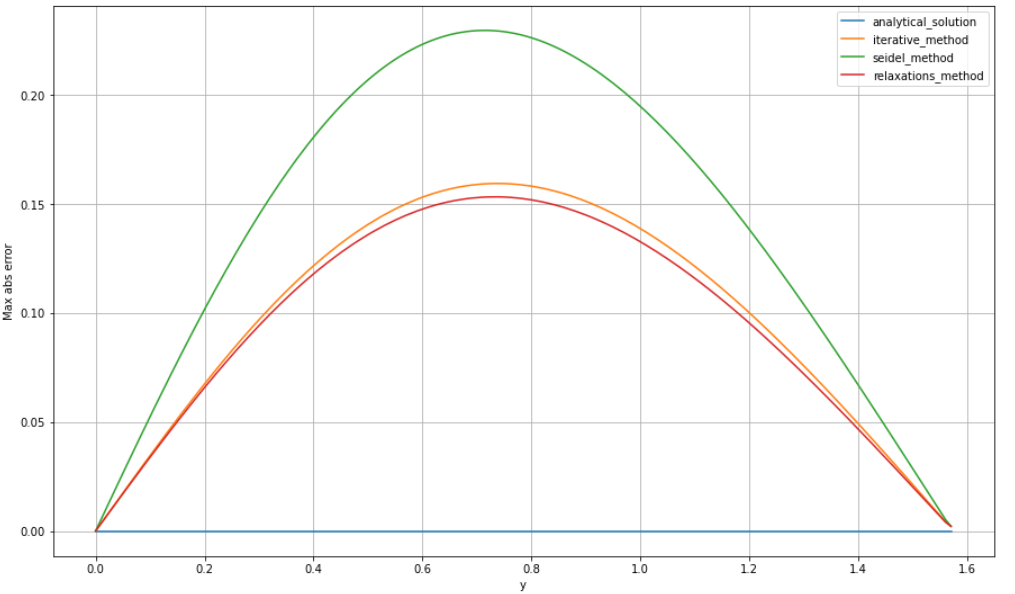 analytical_solution
iterative_method
seidel_method
relaxations_method
Max abs error
0.20
0.15
0.10
0.05
0.00
0.0 0.2 0.4 0.6 0.8 1.0 1.2 1.4 1.6
y